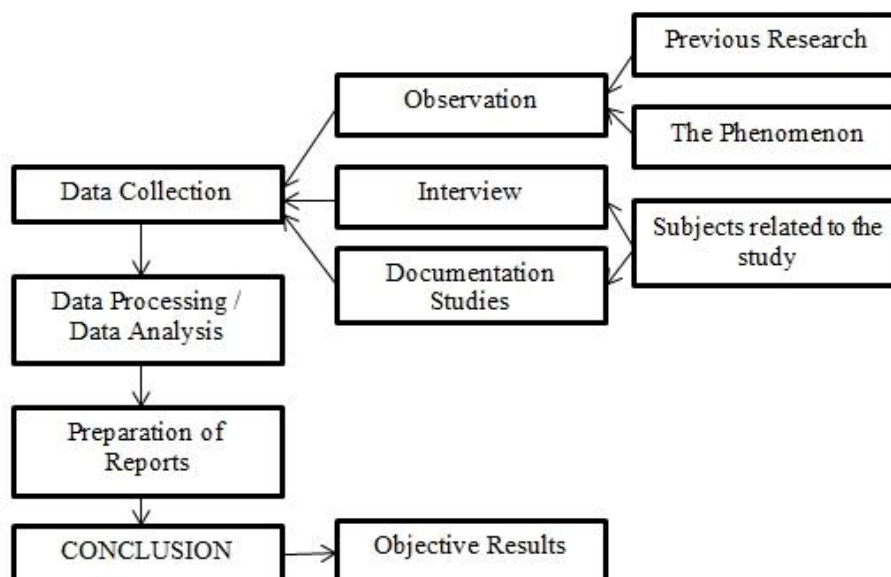 Previous Research
Observation
The Phenomenon
Data Collection
Interview
Subjects related to the
study
Documentation
Studies
Data Processing /
Data Analysis
Preparation of
Reports
CONCLUSION
Objective Results